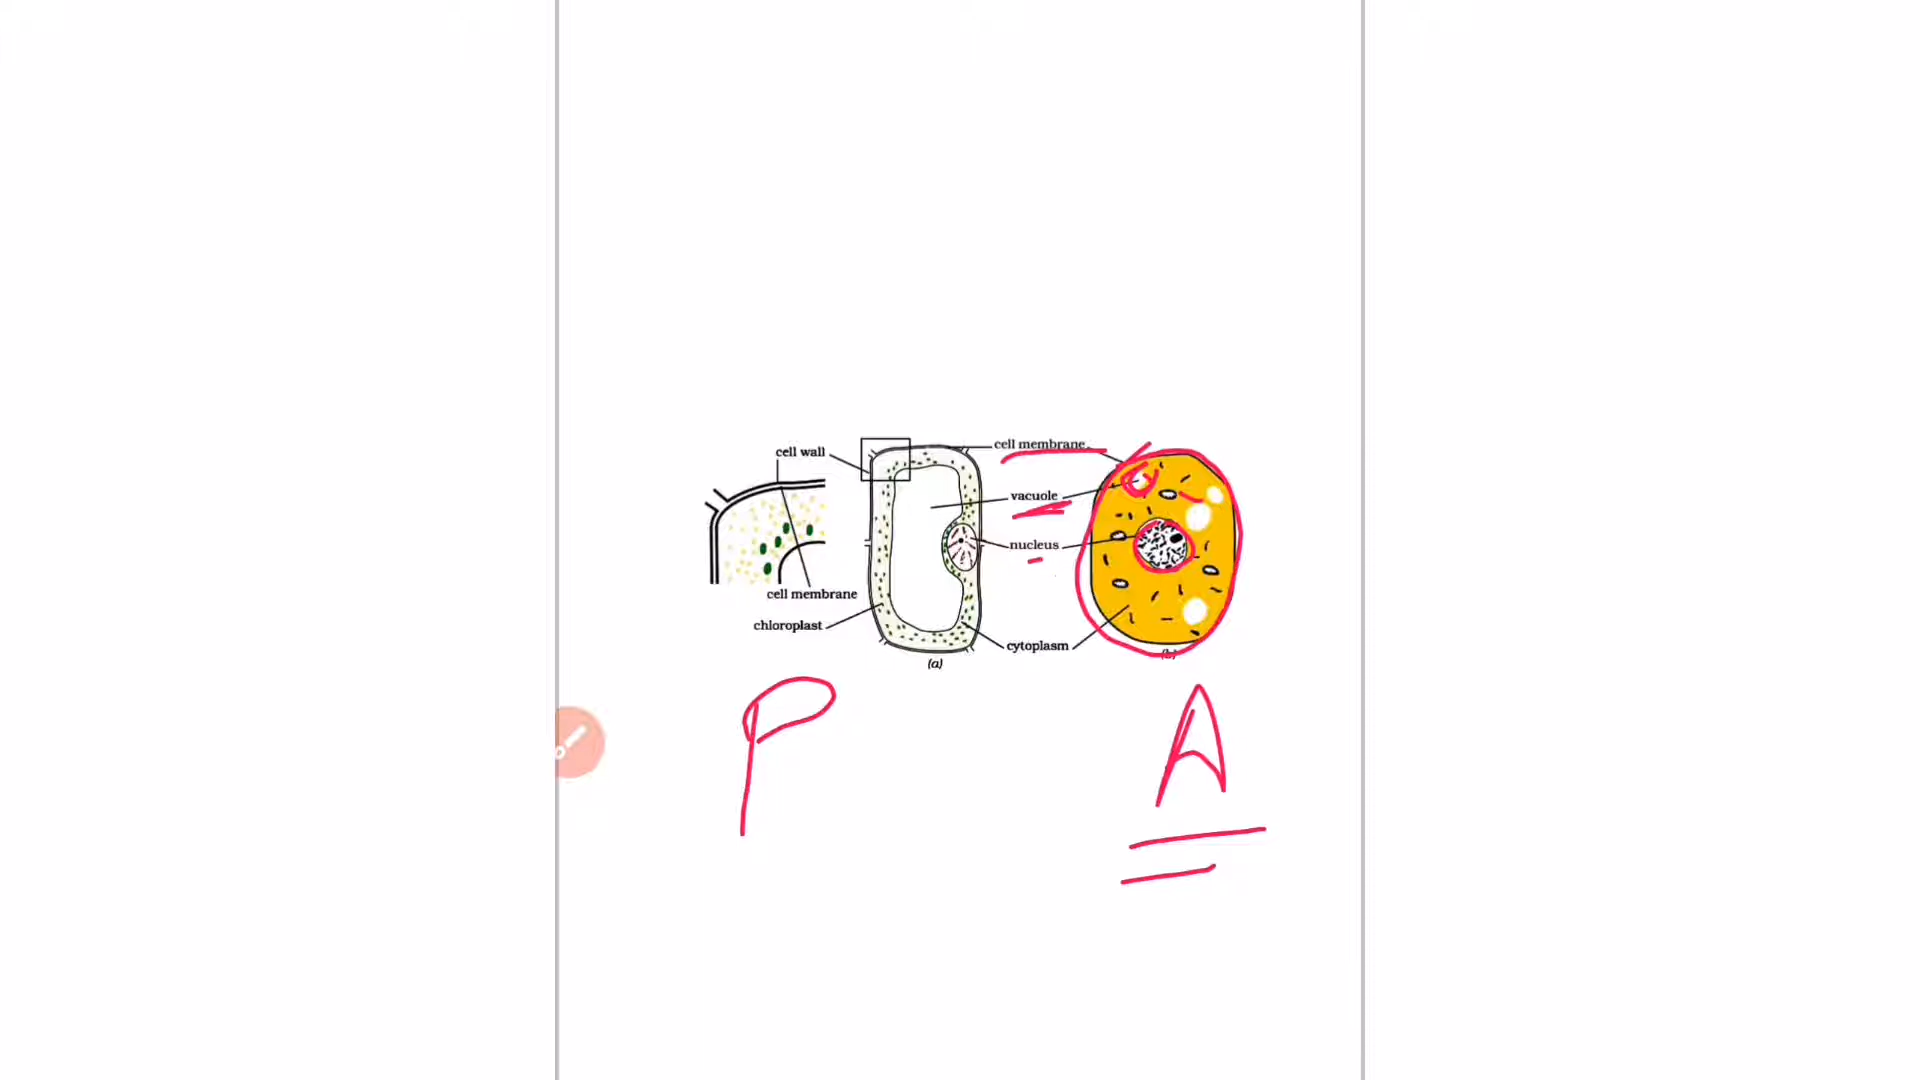 cell membrane
cell wall
vacuole
nucleus
cell membrane
chloroplast
cytoplasm
(a)
(b)
P
A